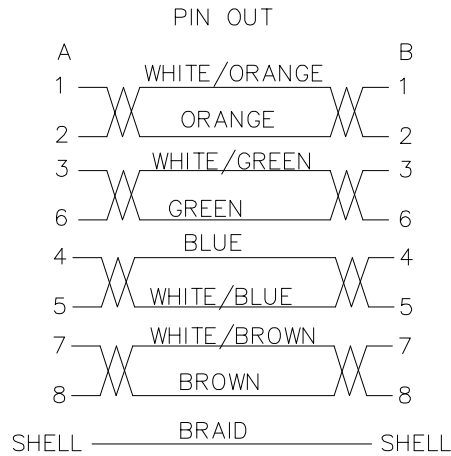 PIN OUT
A B
1 WHITE/ORANGE 1
2 ORANGE 2
3 WHITE/GREEN 3
6 GREEN 6
4 BLUE 4
5 WHITE/BLUE 5
7 WHITE/BROWN 7
8 BROWN 8
SHELL BRAID SHELL